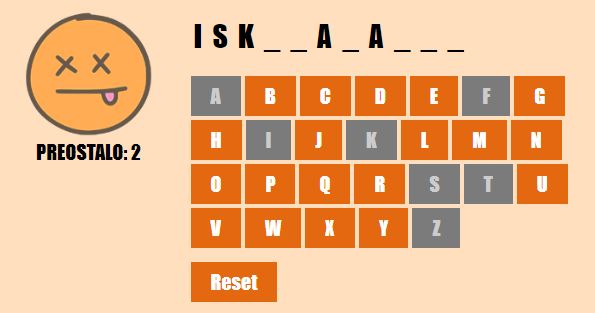 I S K _ _ A _ A _ _ _
PREOSTALO: 2
A B C D E F G
H I J K L M N
O P Q R S T U
V W X Y Z
Reset